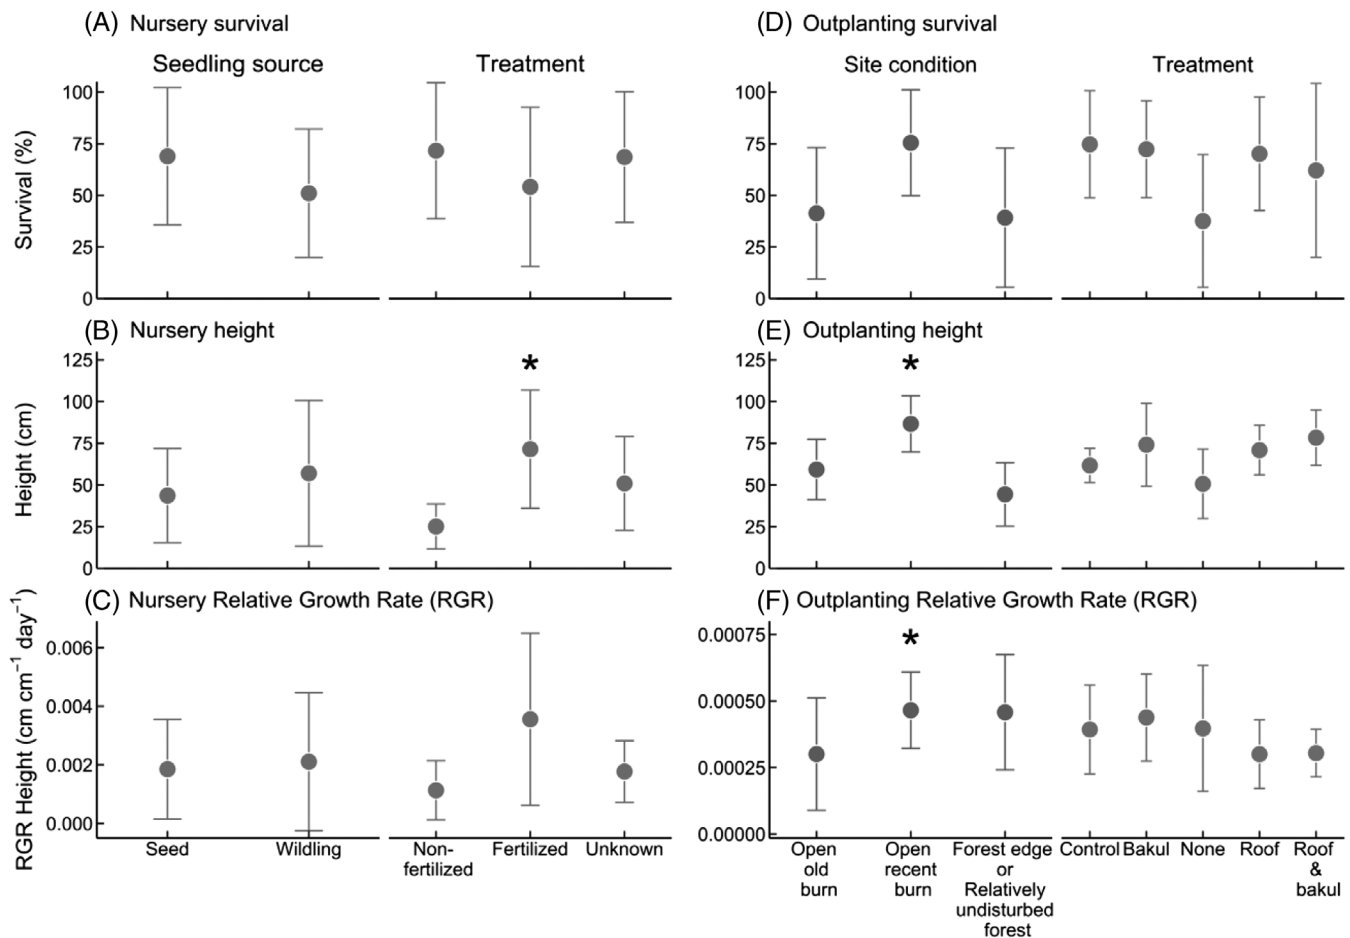 (A) Nursery survival
Seedling source
Treatment
Survival (%)
100
75
50
25
0
(B) Nursery height
*
Height (cm)
125
100
75
50
25
0
(C) Nursery Relative Growth Rate (RGR)
RGR Height (cm cm⁻¹ day⁻¹)
0.006
0.004
0.002
0.000
Seed
Wildling
Non-
fertilized
Fertilized
Unknown
(D) Outplanting survival
Site condition
Treatment
100
75
50
25
0
(E) Outplanting height
*
125
100
75
50
25
0
(F) Outplanting Relative Growth Rate (RGR)
*
0.00075
0.00050
0.00025
0.00000
Open
old
burn
Open
recent
burn
Forest edge
or
Relatively
undisturbed
forest
Control
Bakul
None
Roof
Roof
&
bakul